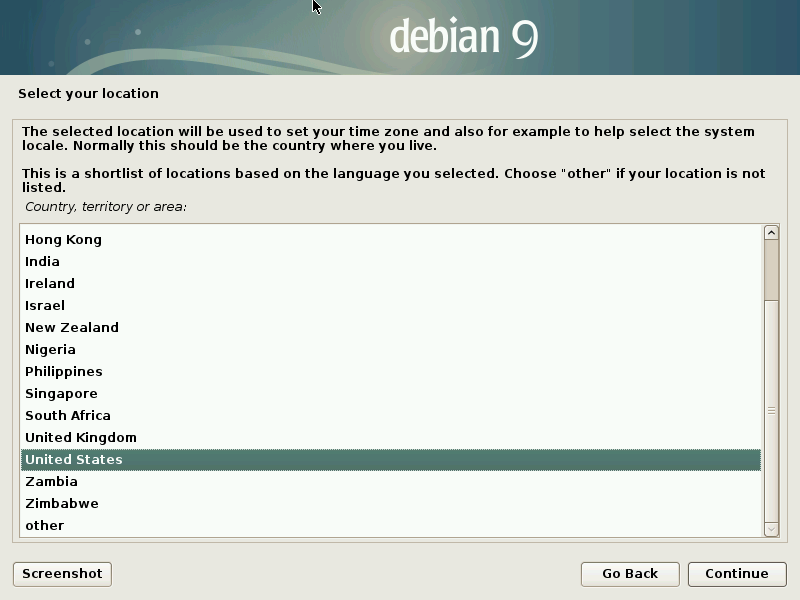 debian 9
Select your location
The selected location will be used to set your time zone and also for example to help select the system
locale. Normally this should be the country where you live.
This is a shortlist of locations based on the language you selected. Choose "other" if your location is not
listed.
Country, territory or area:
Hong Kong
India
Ireland
Israel
New Zealand
Nigeria
Philippines
Singapore
South Africa
United Kingdom
United States
Zambia
Zimbabwe
other
Screenshot
Go Back
Continue